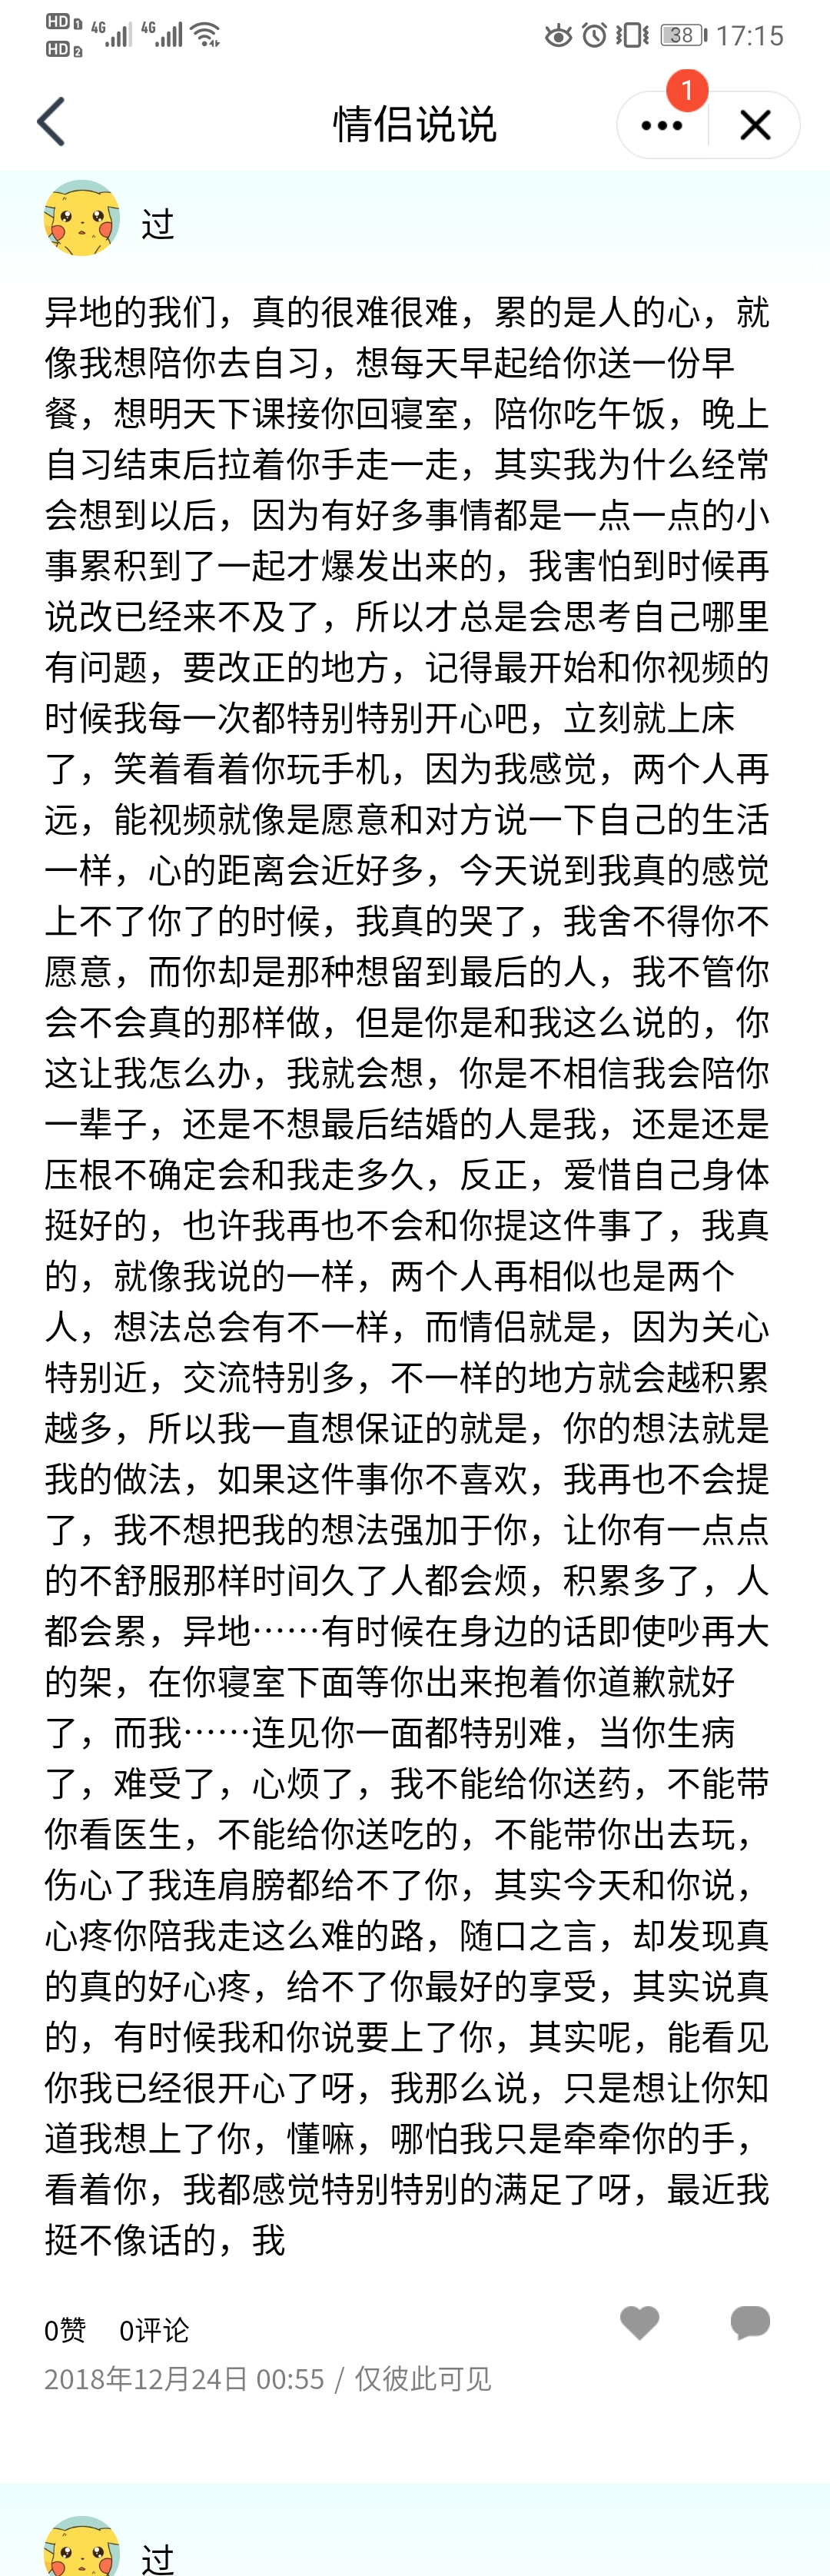 HD 1 4G 4G 38 17:15
HD 2
情侣说说
1
过
异地的我们，真的很难很难，累的是人的心，就
像我想陪你去自习，想每天早起给你送一份早
餐，想明天下课接你回寝室，陪你吃午饭，晚上
自习结束后拉着你手走一走，其实我为什么经常
会想到以后，因为有好多事情都是一点一点的小
事累积到了一起才爆发出来的，我害怕到时候再
说改已经来不及了，所以才总是会思考自己哪里
有问题，要改正的地方，记得最开始和你视频的
时候我每一次都特别特别开心吧，立刻就上床
了，笑着看着你玩手机，因为我感觉，两个人再
远，能视频就像是愿意和对方说一下自己的生活
一样，心的距离会近好多，今天说到我真的感觉
上不了你了的时候，我真的哭了，我舍不得你不
愿意，而你却是那种想留到最后的人，我不管你
会不会真的那样做，但是你是和我这么说的，你
这让我怎么办，我就会想，你是不相信我会陪你
一辈子，还是不想最后结婚的人是我，还是还是
压根不确定会和我走多久，反正，爱惜自己身体
挺好的，也许我再也不会和你提这件事了，我真
的，就像我说的一样，两个人再相似也是两个
人，想法总会有不一样，而情侣就是，因为关心
特别近，交流特别多，不一样的地方就会越积累
越多，所以我一直想保证的就是，你的想法就是
我的做法，如果这件事你不喜欢，我再也不会提
了，我不想把我的想法强加于你，让你有一点点
的不舒服那样时间久了人都会烦，积累多了，人
都会累，异地……有时候在身边的话即使吵再大
的架，在你寝室下面等你出来抱着你道歉就好
了，而我……连见你一面都特别难，当你生病
了，难受了，心烦了，我不能给你送药，不能带
你看医生，不能给你送吃的，不能带你出去玩，
伤心了我连肩膀都给不了你，其实今天和你说，
心疼你陪我走这么难的路，随口之言，却发现真
的真的好心疼，给不了你最好的享受，其实说真
的，有时候我和你说要上了你，其实呢，能看见
你我已经很开心了呀，我那么说，只是想让你知
道我想上了你，懂嘛，哪怕我只是牵牵你的手，
看着你，我都感觉特别特别的满足了呀，最近我
挺不像话的，我
0赞 0评论
2018年12月24日 00:55 / 仅彼此可见
过